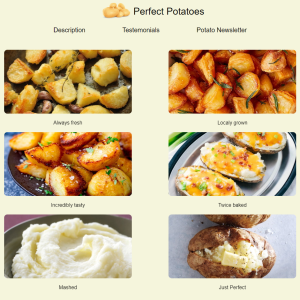 Perfect Potatoes
Description Testemonials Potato Newsletter
Always fresh Localy grown
Incredibly tasty Twice baked
Mashed Just Perfect